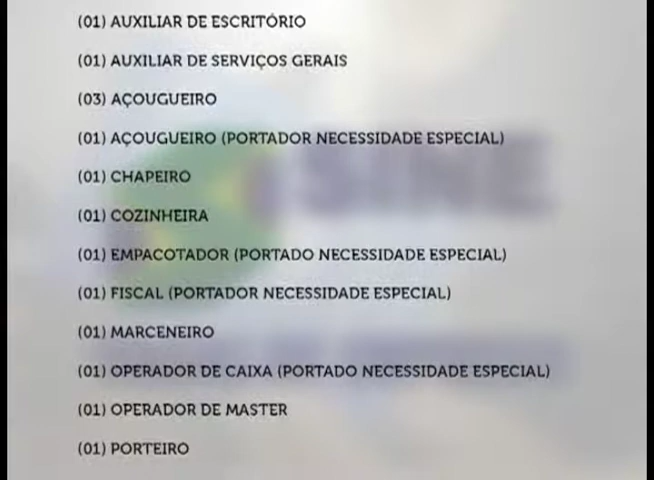 (01) AUXILIAR DE ESCRITÓRIO
(01) AUXILIAR DE SERVIÇOS GERAIS
(03) AÇOUGUEIRO
(01) AÇOUGUEIRO (PORTADOR NECESSIDADE ESPECIAL)
(01) CHAPEIRO
(01) COZINHEIRA
(01) EMPACOTADOR (PORTADO NECESSIDADE ESPECIAL)
(01) FISCAL (PORTADOR NECESSIDADE ESPECIAL)
(01) MARCENEIRO
(01) OPERADOR DE CAIXA (PORTADO NECESSIDADE ESPECIAL)
(01) OPERADOR DE MASTER
(01) PORTEIRO